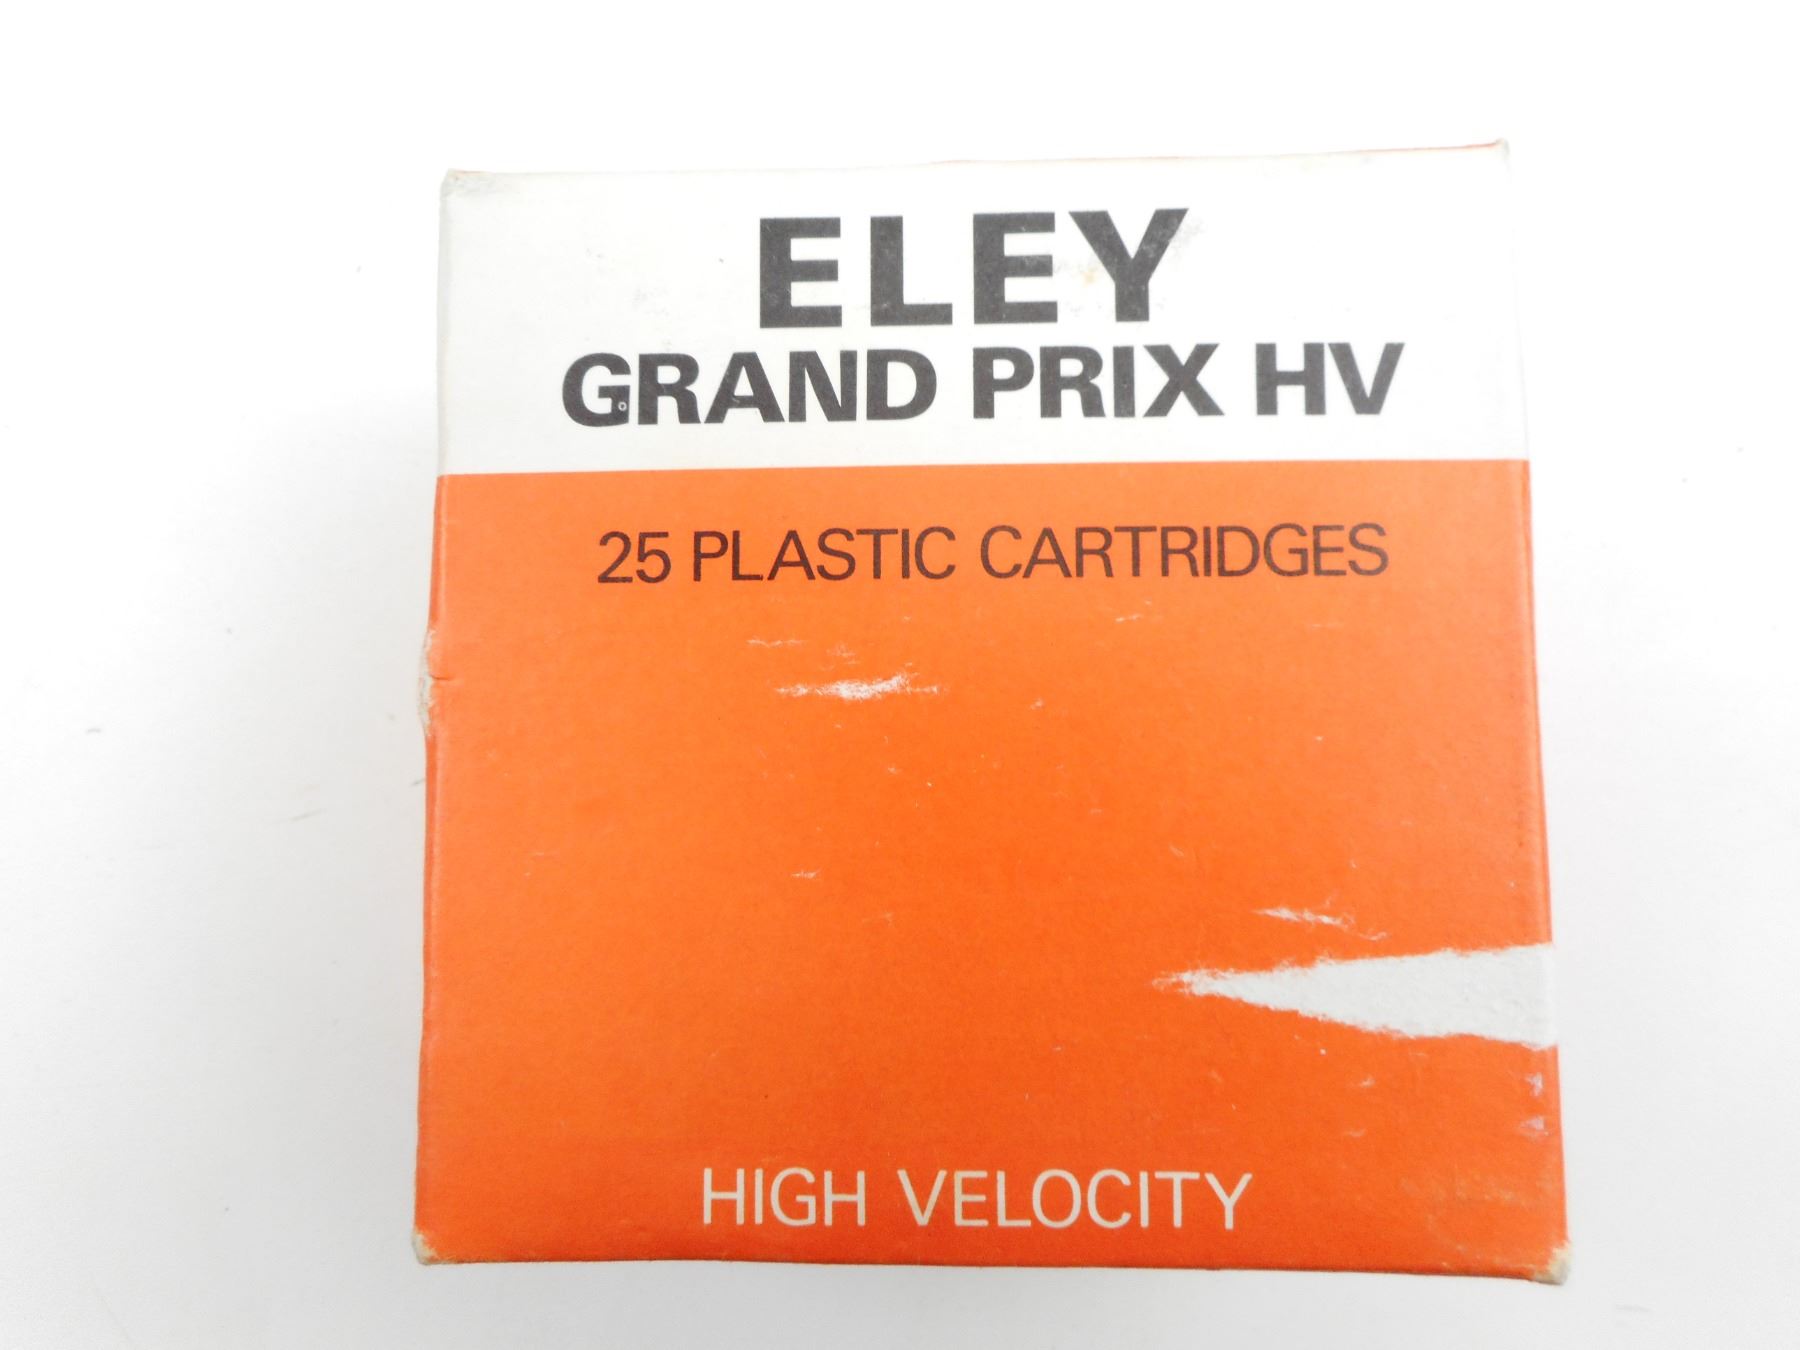 ELEY
GRAND PRIX HV
25 PLASTIC CARTRIDGES
HIGH VELOCITY